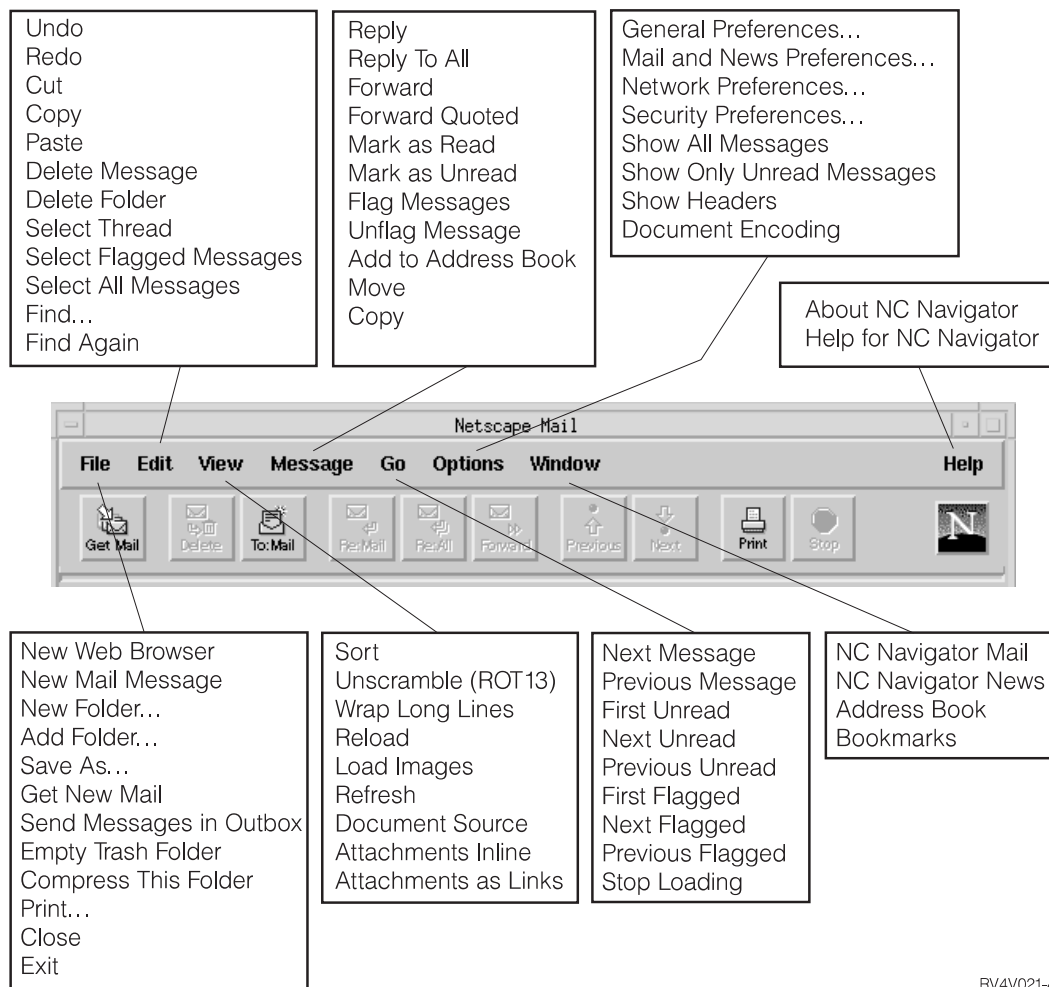 Undo
Redo
Cut
Copy
Paste
Delete Message
Delete Folder
Select Thread
Select Flagged Messages
Select All Messages
Find...
Find Again
Reply
Reply To All
Forward
Forward Quoted
Mark as Read
Mark as Unread
Flag Messages
Unflag Message
Add to Address Book
Move
Copy
General Preferences...
Mail and News Preferences...
Network Preferences...
Security Preferences...
Show All Messages
Show Only Unread Messages
Show Headers
Document Encoding
About NC Navigator
Help for NC Navigator
Netscape Mail
File Edit View Message Go Options Window Help
Get Mail Delete To: Mail Re: Mail Re: All Forward Previous Next Print Stop N
New Web Browser
New Mail Message
New Folder...
Add Folder...
Save As...
Get New Mail
Send Messages in Outbox
Empty Trash Folder
Compress This Folder
Print...
Close
Exit
Sort
Unscramble (ROT13)
Wrap Long Lines
Reload
Load Images
Refresh
Document Source
Attachments Inline
Attachments as Links
Next Message
Previous Message
First Unread
Next Unread
Previous Unread
First Flagged
Next Flagged
Previous Flagged
Stop Loading
NC Navigator Mail
NC Navigator News
Address Book
Bookmarks